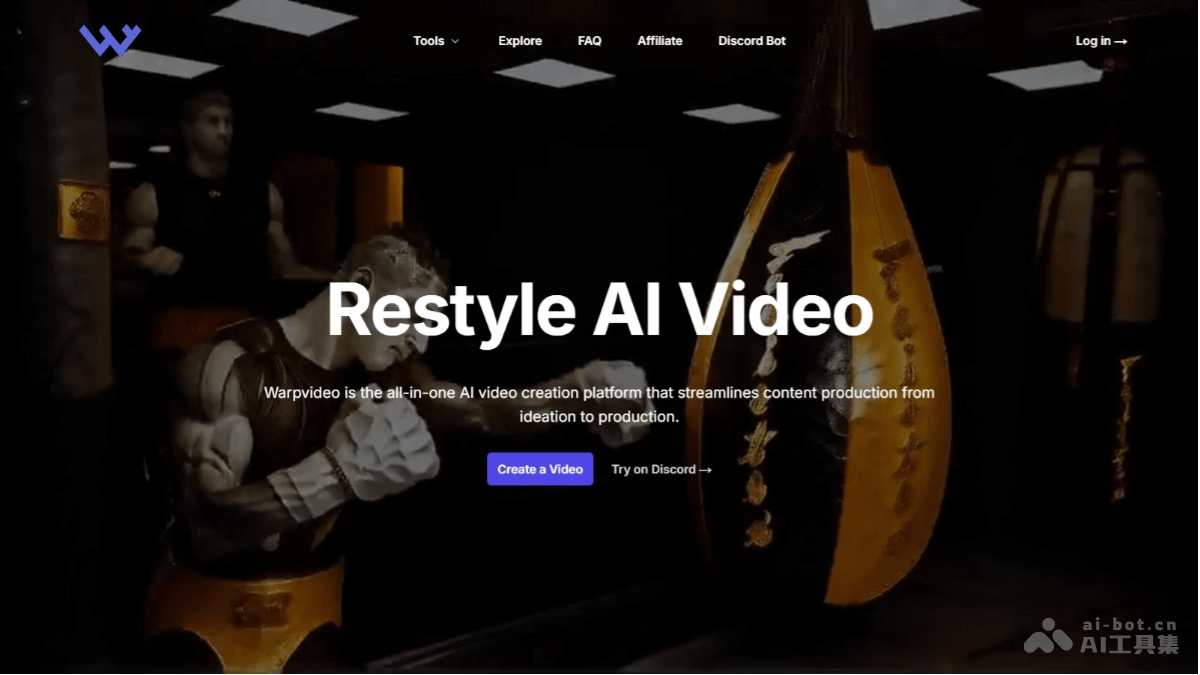 Tools
Explore
FAQ
Affiliate
Discord Bot
Log in →
Restyle AI Video
Warpvideo is the all-in-one AI video creation platform that streamlines content production from
ideation to production.
Create a Video
Try on Discord →
ai-bot.cn
AI工具集